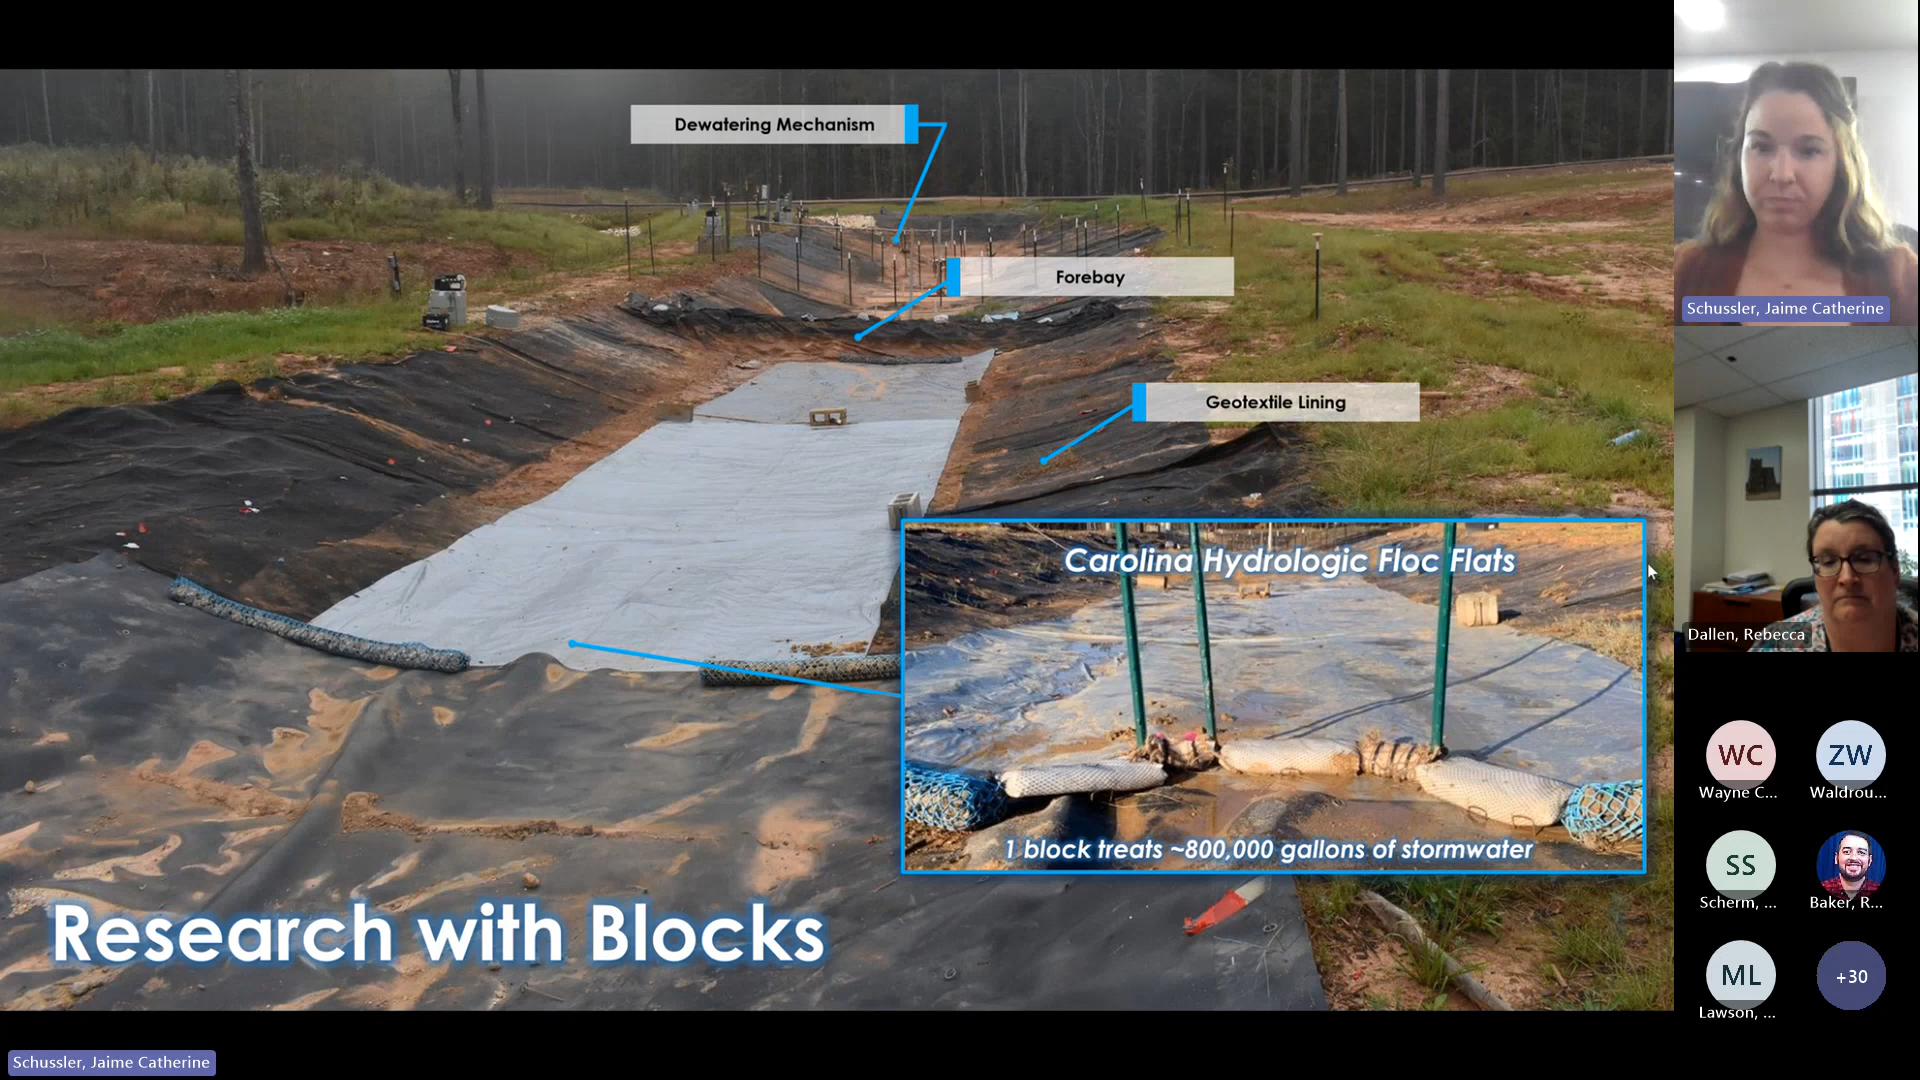 Dewatering Mechanism
Forebay
Geotextile Lining
Carolina Hydrologic Floc Flats
1 block treats ~800,000 gallons of stormwater
Research with Blocks
Schussler, Jaime Catherine
Schussler, Jaime Catherine
Dallen, Rebecca
WC
ZW
Wayne C...
Waldrou...
SS
Scherm, ...
Baker, R...
ML
+30
Lawson, ...